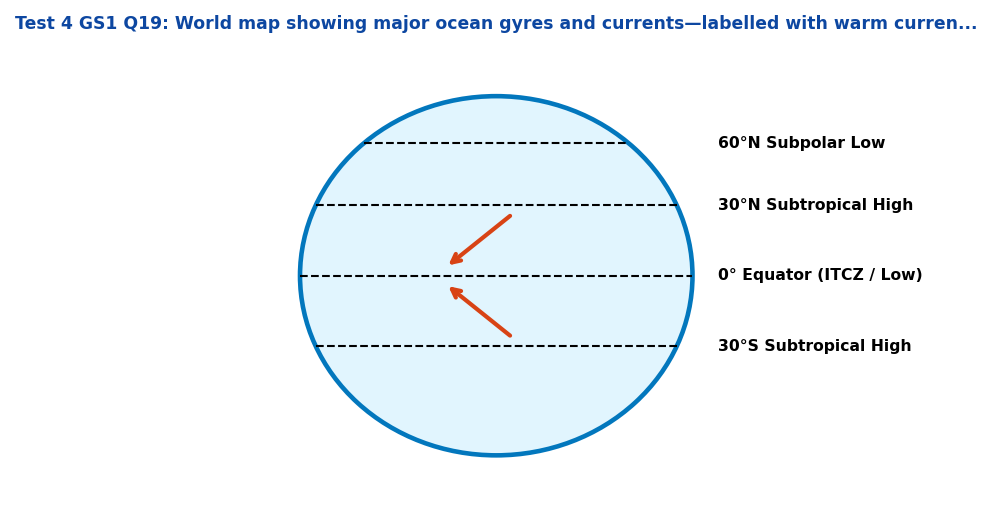 Test 4 GS1 Q19: World map showing major ocean gyres and currents—labelled with warm curren...
60°N Subpolar Low
30°N Subtropical High
0° Equator (ITCZ / Low)
30°S Subtropical High